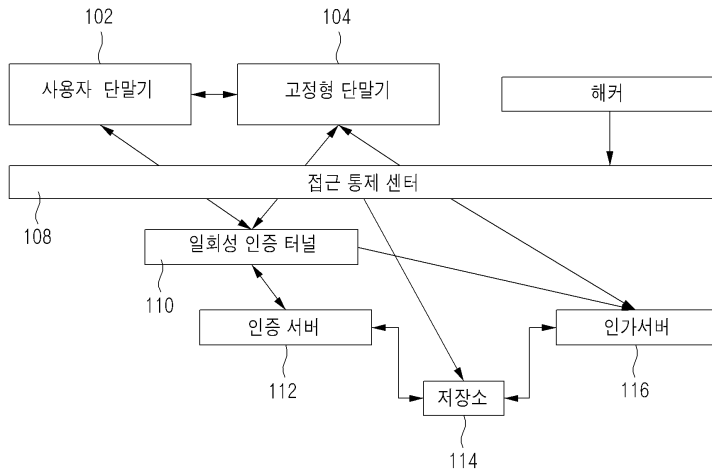 102
104
사용자 단말기
고정형 단말기
해커
접근 통제 센터
108
일회성 인증 터널
110
인증 서버
인가서버
112
저장소
116
114